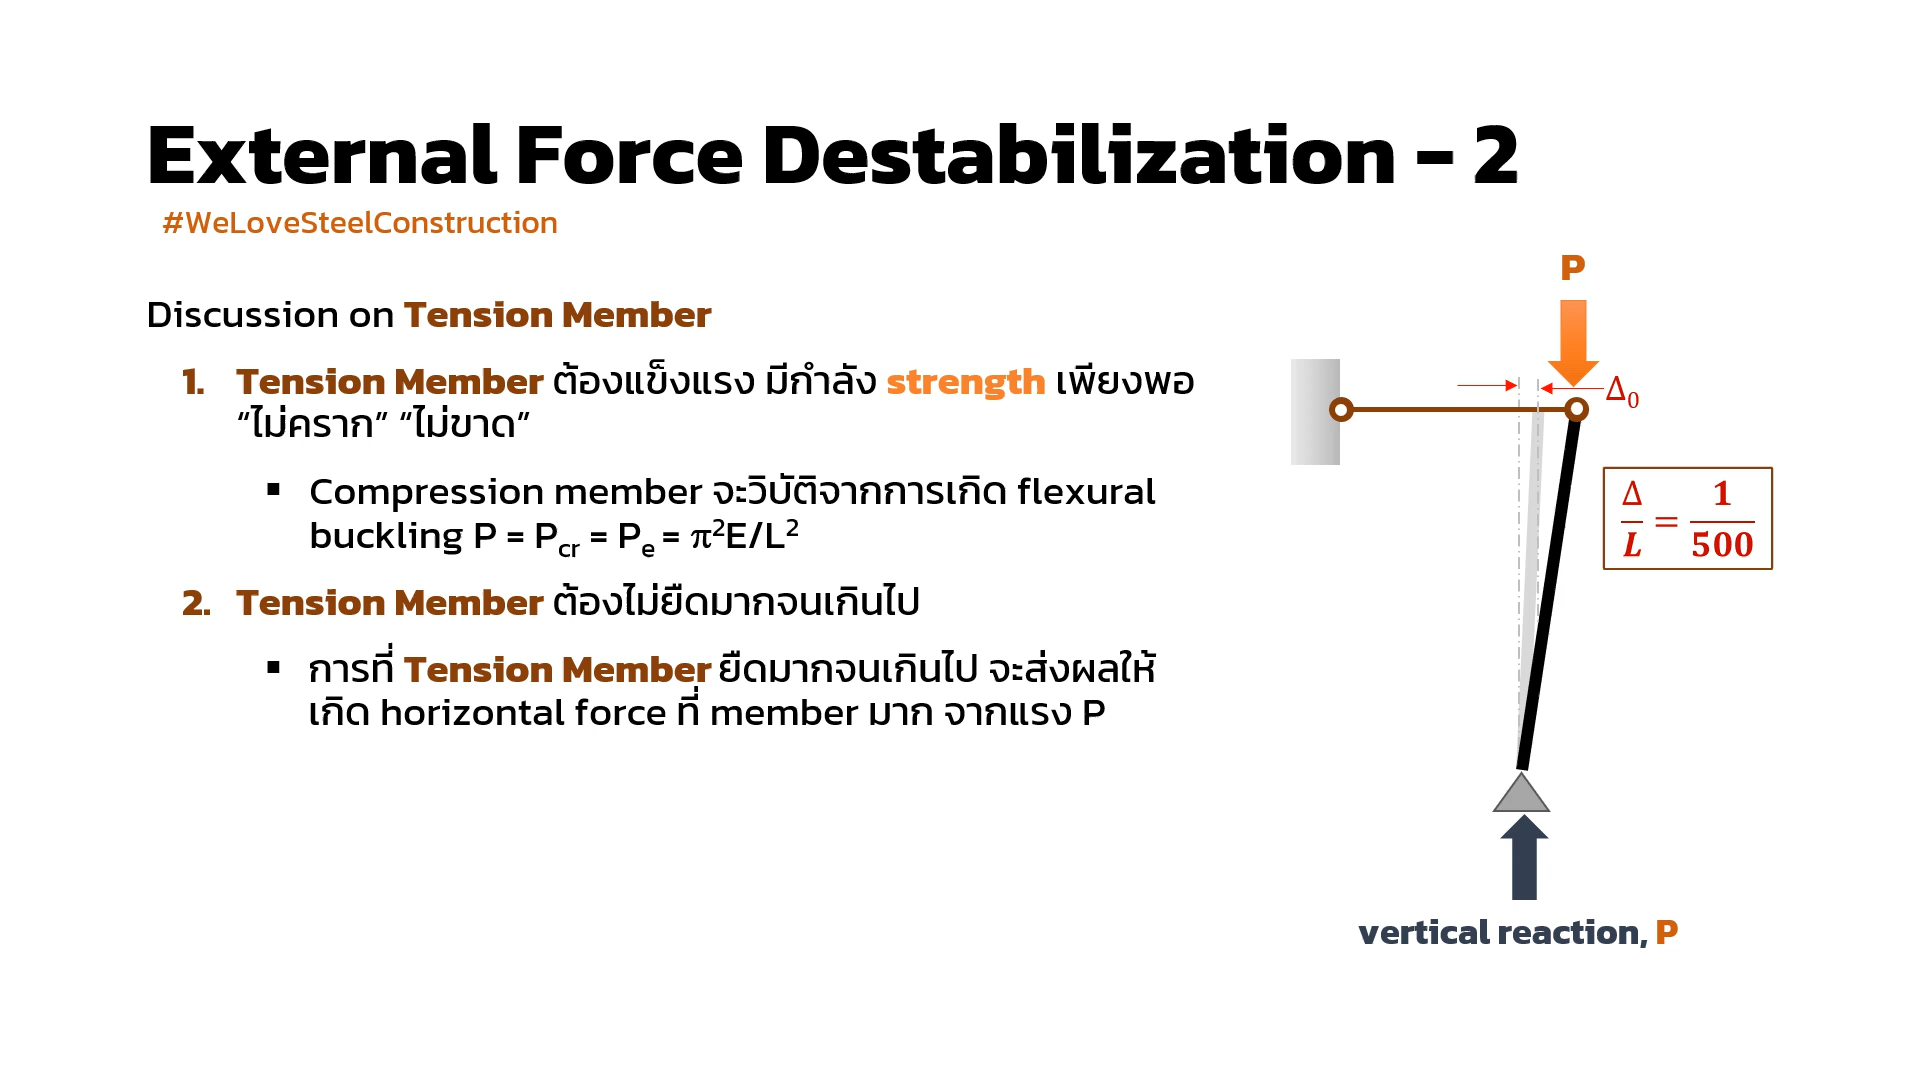 External Force Destabilization - 2
#WeLoveSteelConstruction
Discussion on Tension Member
1. Tension Member ต้องแข็งแรง มีกำลัง strength เพียงพอ
“ไม่คราก” “ไม่ขาด”
▪ Compression member จะวิบัติจากการเกิด flexural
buckling P = Pcr = Pe = π²E/L²
2. Tension Member ต้องไม่ยืดมากจนเกินไป
▪ การที่ Tension Member ยืดมากจนเกินไป จะส่งผลให้
เกิด horizontal force ที่ member มาก จากแรง P
P
Δ₀
Δ/L = 1/500
vertical reaction, P